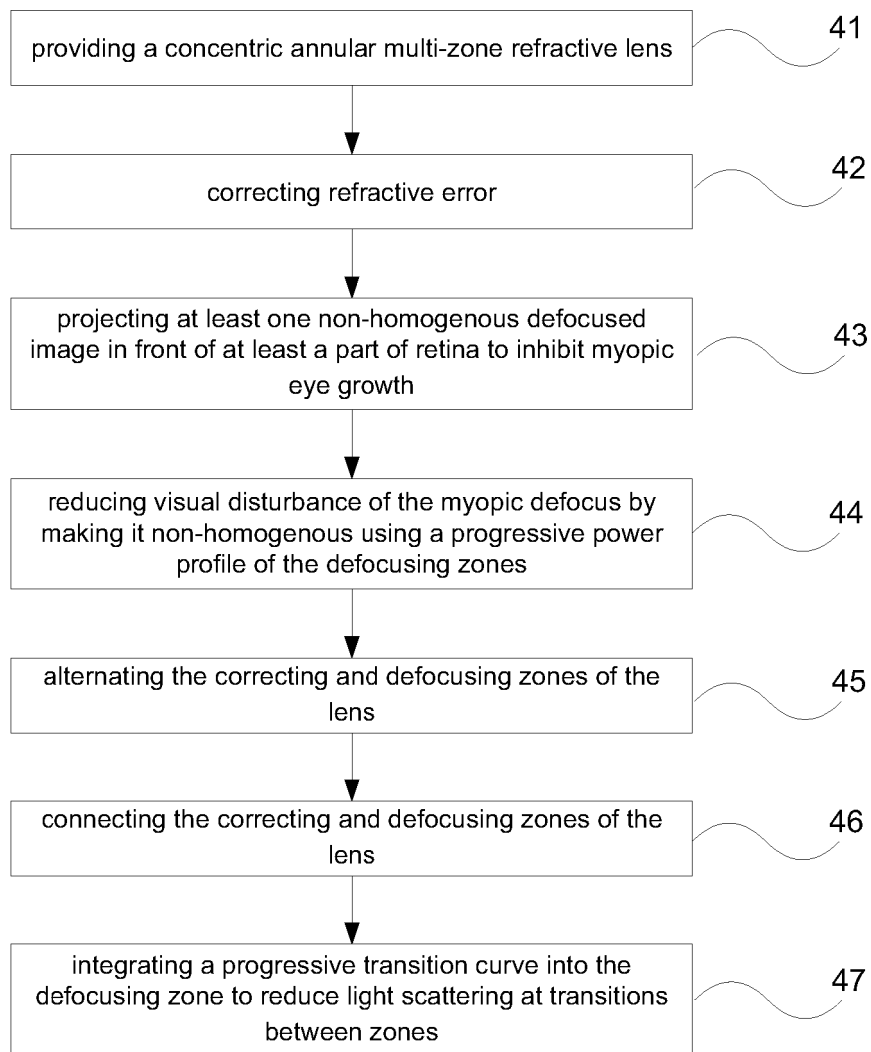 providing a concentric annular multi-zone refractive lens
41
correcting refractive error
42
projecting at least one non-homogenous defocused
image in front of at least a part of retina to inhibit myopic
eye growth
43
reducing visual disturbance of the myopic defocus by
making it non-homogenous using a progressive power
profile of the defocusing zones
44
alternating the correcting and defocusing zones of the
lens
45
connecting the correcting and defocusing zones of the
lens
46
integrating a progressive transition curve into the
defocusing zone to reduce light scattering at transitions
between zones
47